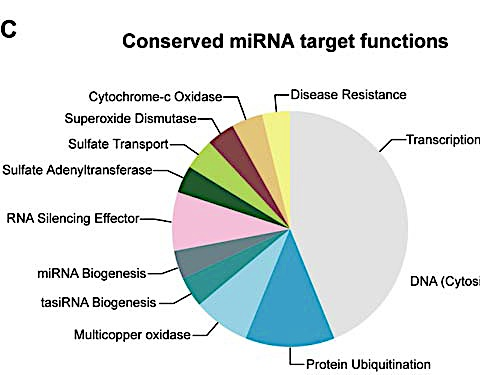 C
Conserved miRNA target functions
Cytochrome-c Oxidase
Disease Resistance
Superoxide Dismutase
Transcription
Sulfate Transport
Sulfate Adenyltransferase
RNA Silencing Effector
miRNA Biogenesis
DNA (Cytosi
tasiRNA Biogenesis
Multicopper oxidase
Protein Ubiquitination